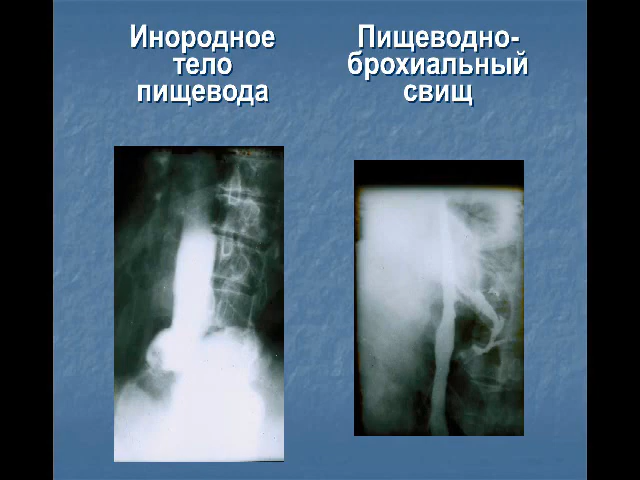 Инородное
тело
пищевода
Пищеводно-
брохиальный
свищ